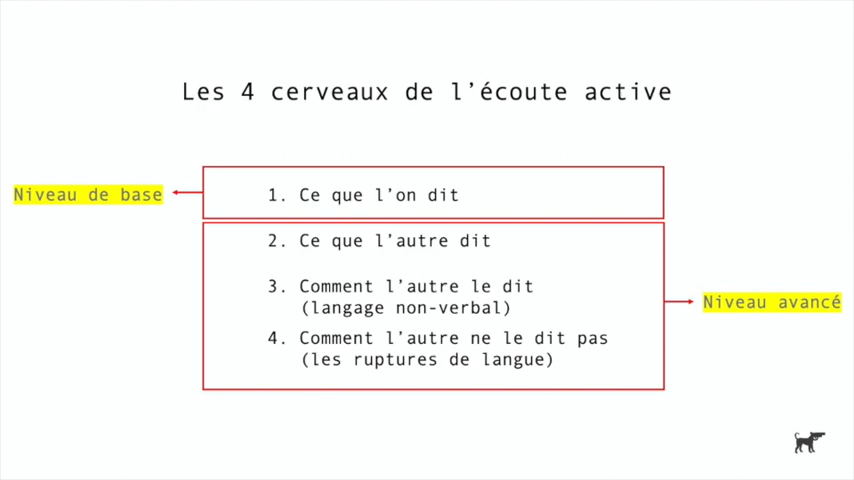 Les 4 cerveaux de l'écoute active
Niveau de base
1. Ce que l'on dit
2. Ce que l'autre dit
3. Comment l'autre le dit
(langage non-verbal)
Niveau avancé
4. Comment l'autre ne le dit pas
(les ruptures de langue)